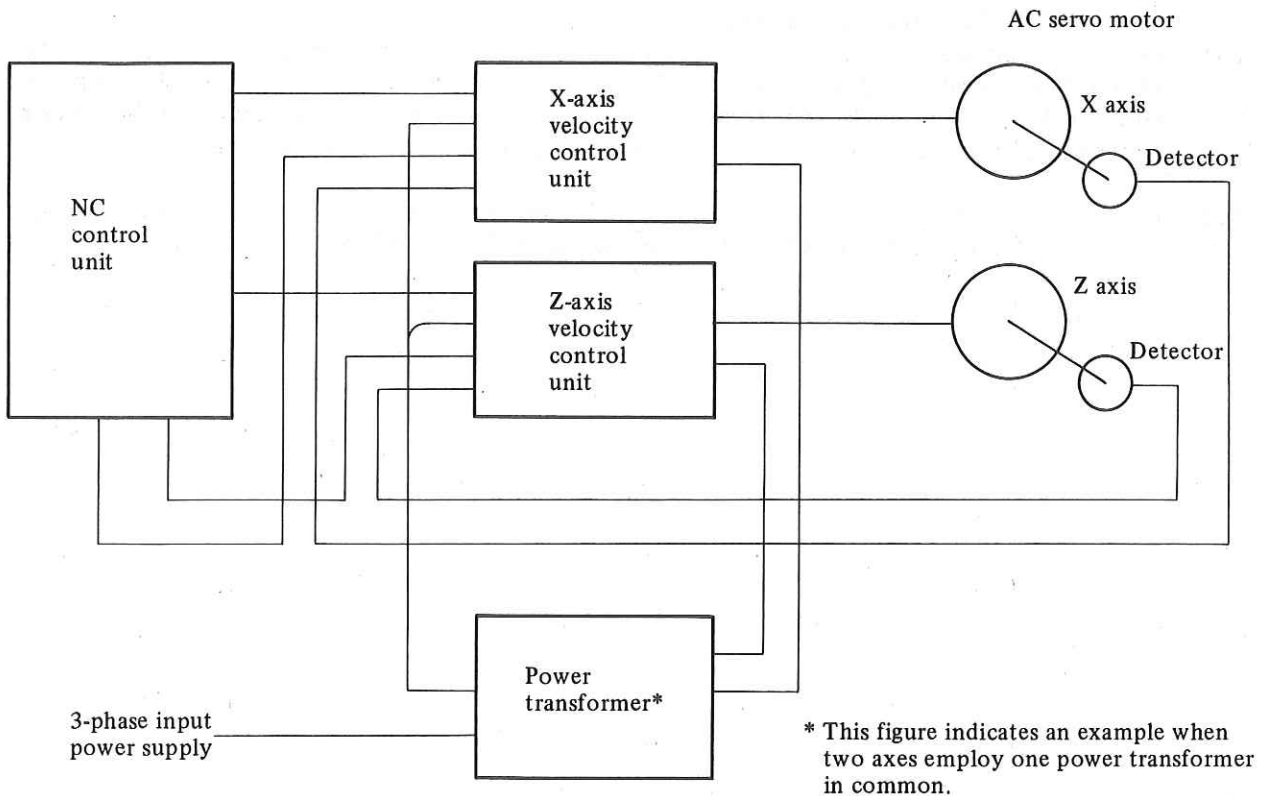 AC servo motor
NC
control
unit
X-axis
velocity
control
unit
X axis
Detector
Z-axis
velocity
control
unit
Z axis
Detector
Power
transformer*
3-phase input
power supply
* This figure indicates an example when
two axes employ one power transformer
in common.